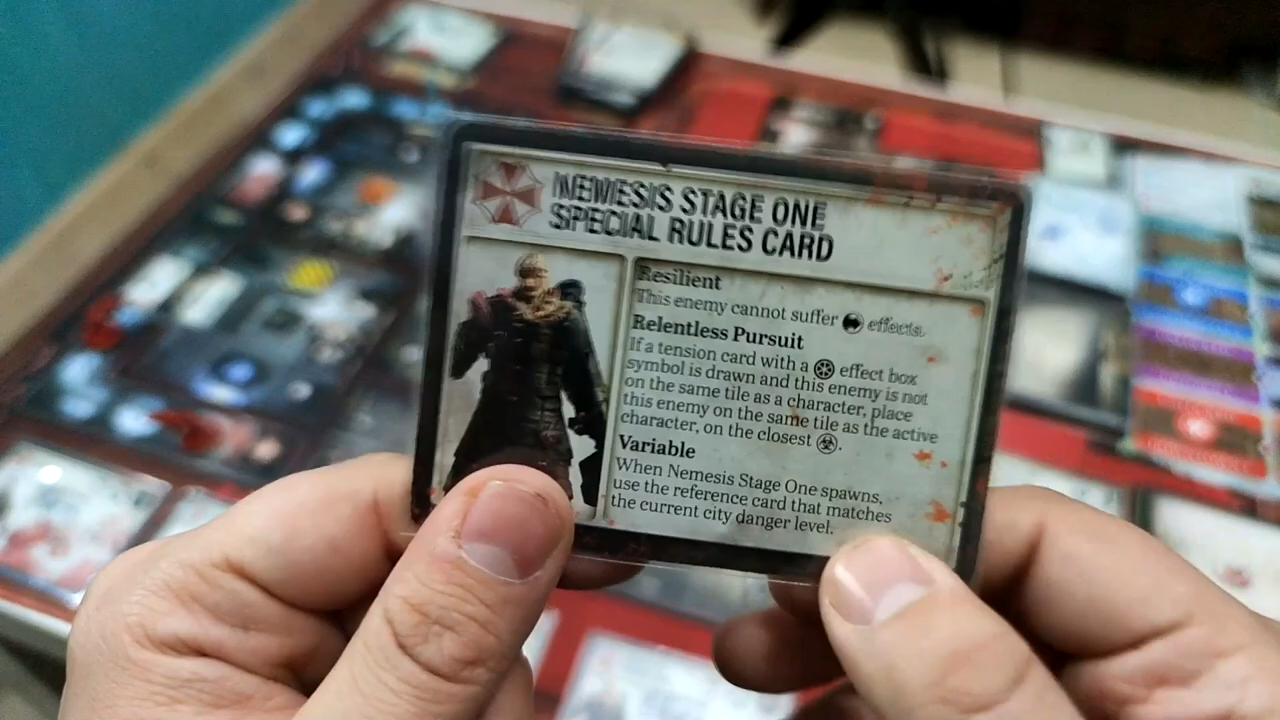 NEMESIS STAGE ONE
SPECIAL RULES CARD
Resilient
This enemy cannot suffer effects.
Relentless Pursuit
If a tension card with a effect box
symbol is drawn and this enemy is not
on the same tile as a character, place
this enemy on the same tile as the active
character, on the closest .
Variable
When Nemesis Stage One spawns,
use the reference card that matches
the current city danger level.